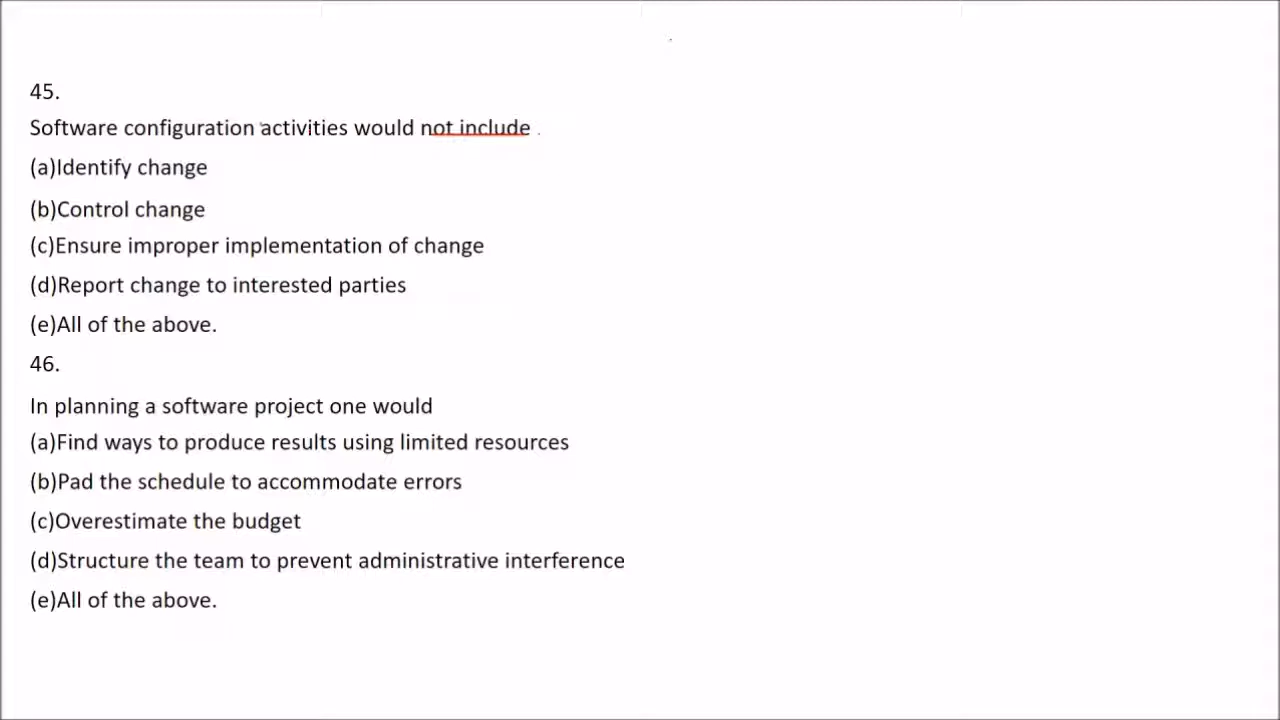 45.
Software configuration activities would not include .
(a)Identify change
(b)Control change
(c)Ensure improper implementation of change
(d)Report change to interested parties
(e)All of the above.
46.
In planning a software project one would
(a)Find ways to produce results using limited resources
(b)Pad the schedule to accommodate errors
(c)Overestimate the budget
(d)Structure the team to prevent administrative interference
(e)All of the above.